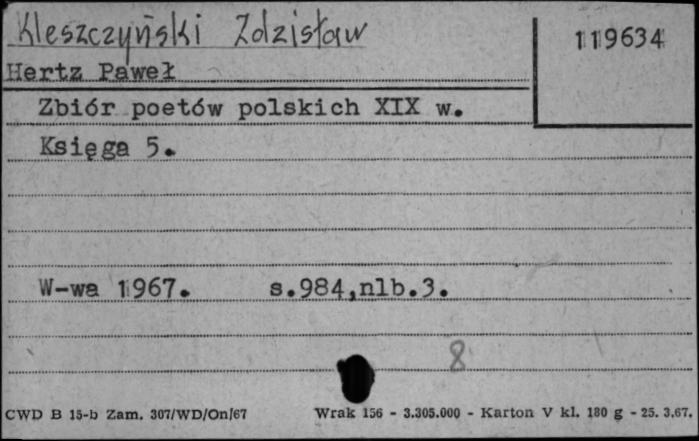 Kleszczyński Zdzisław
119634
Hertz Paweł
Zbiór poetów polskich XIX w.
Księga 5.
W-wa 1967. s.984,nlb.3.
8
CWD B 15-b Zam. 307/WD/On/67 Wrak 156 - 3.305.000 - Karton V kl. 180 g - 25. 3.67.